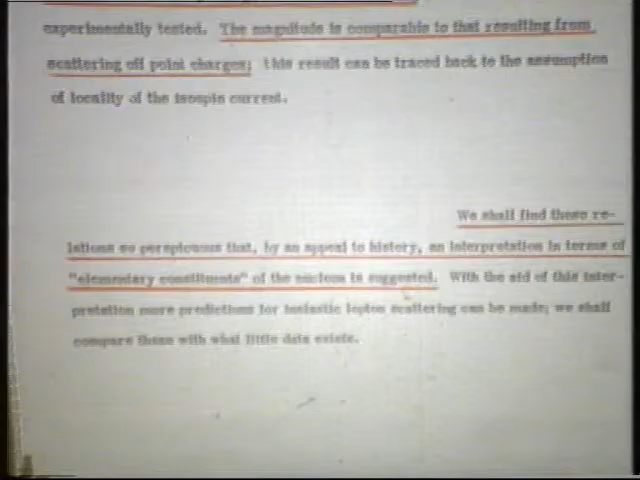 experimentally tested. The magnitude is comparable to that resulting from
scattering off point charges; this result can be traced back to the assumption
of locality of the isospin current.
We shall find these re-
lations so perspicuous that, by an appeal to history, an interpretation in terms of
"elementary constituents" of the nucleon is suggested. With the aid of this inter-
pretation more predictions for inelastic lepton scattering can be made; we shall
compare these with what little data exists.